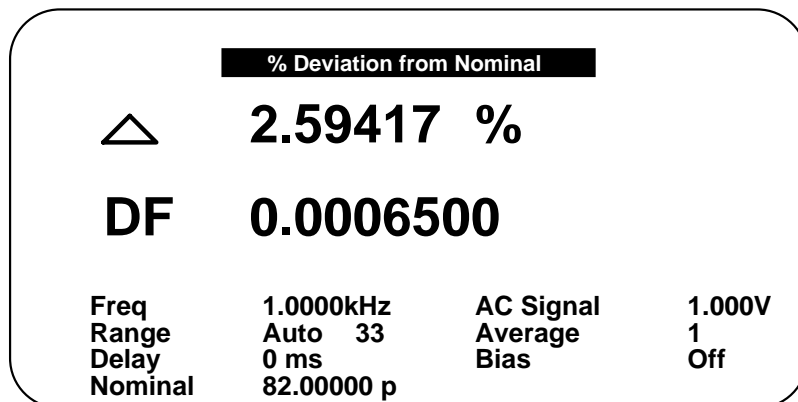 % Deviation from Nominal
2.59417 %
DF 0.0006500
Freq 1.0000kHz AC Signal 1.000V
Range Auto 33 Average 1
Delay 0 ms Bias Off
Nominal 82.00000 p